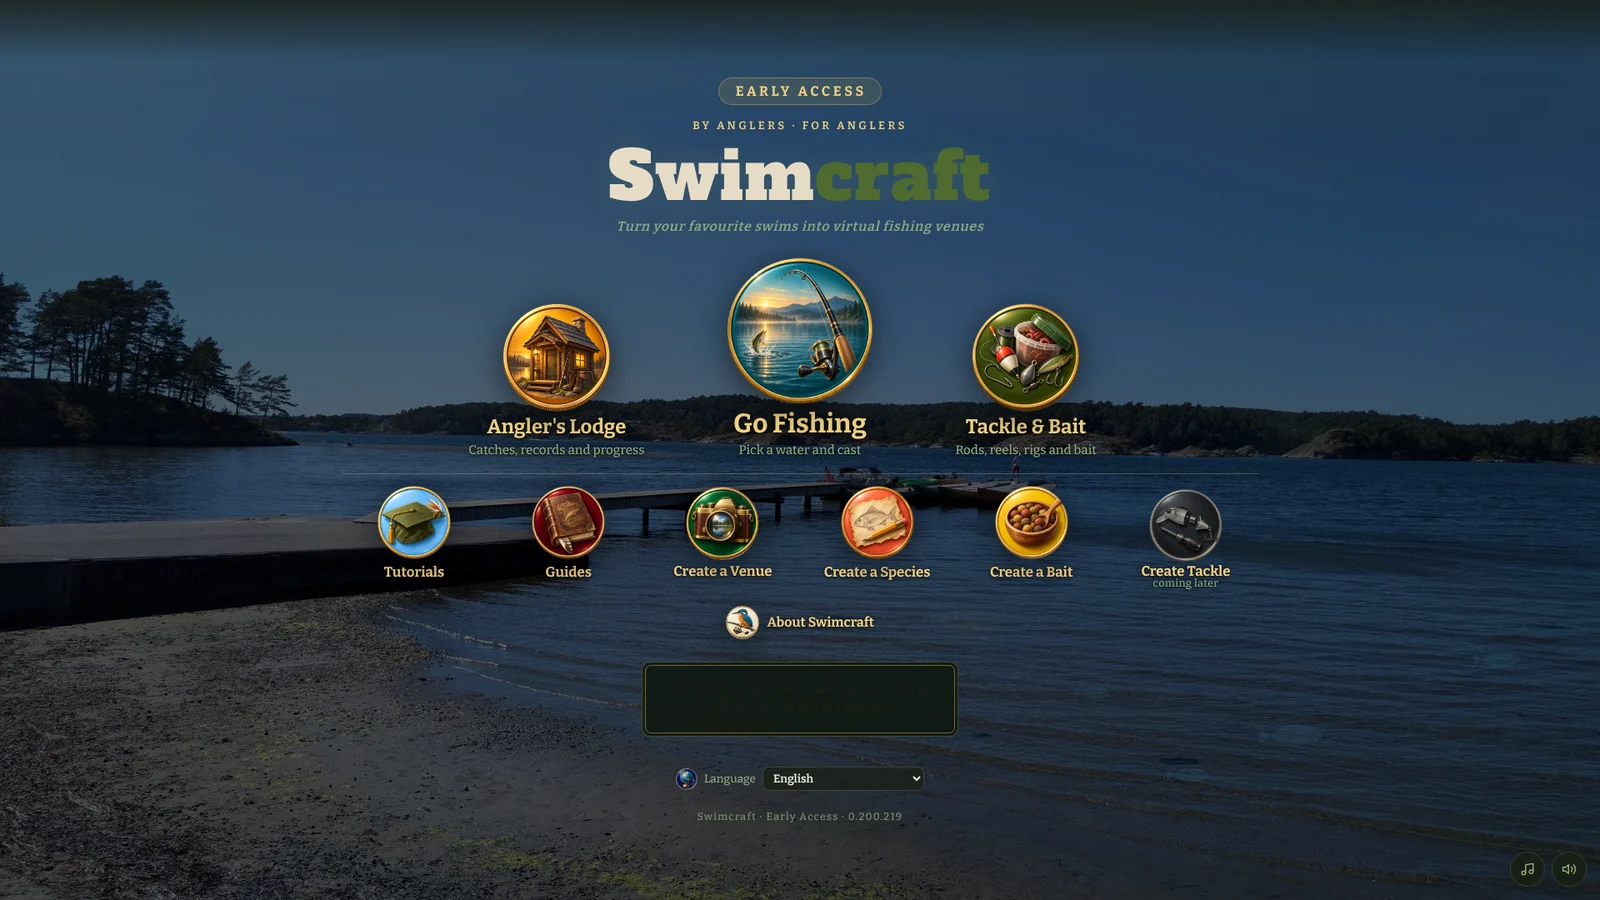 EARLY ACCESS
BY ANGLERS · FOR ANGLERS
Swimcraft
Turn your favourite swims into virtual fishing venues
Angler's Lodge
Catches, records and progress
Go Fishing
Pick a water and cast
Tackle & Bait
Rods, reels, rigs and bait
Tutorials
Guides
Create a Venue
Create a Species
Create a Bait
Create Tackle
coming later
About Swimcraft
Language
English
Swimcraft · Early Access · 0.200.219